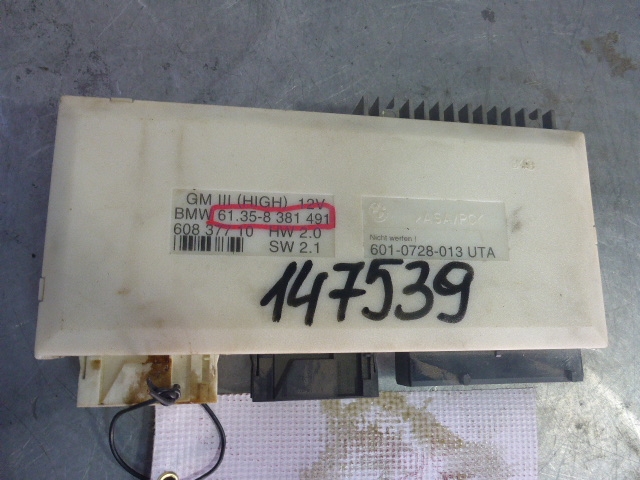 GM III (HIGH) 12V
BMW 61.35-8 381 491
608 377 10 HW 2.0
SW 2.1
Nicht werfen !
601-0728-013 UTA
147539